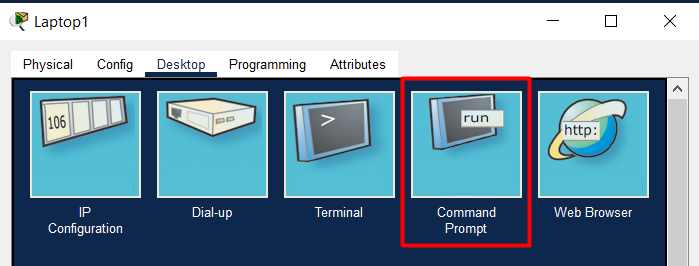 Laptop1
Physical Config Desktop Programming Attributes
106
>
run
http:
IP
Configuration
Dial-up
Terminal
Command
Prompt
Web Browser